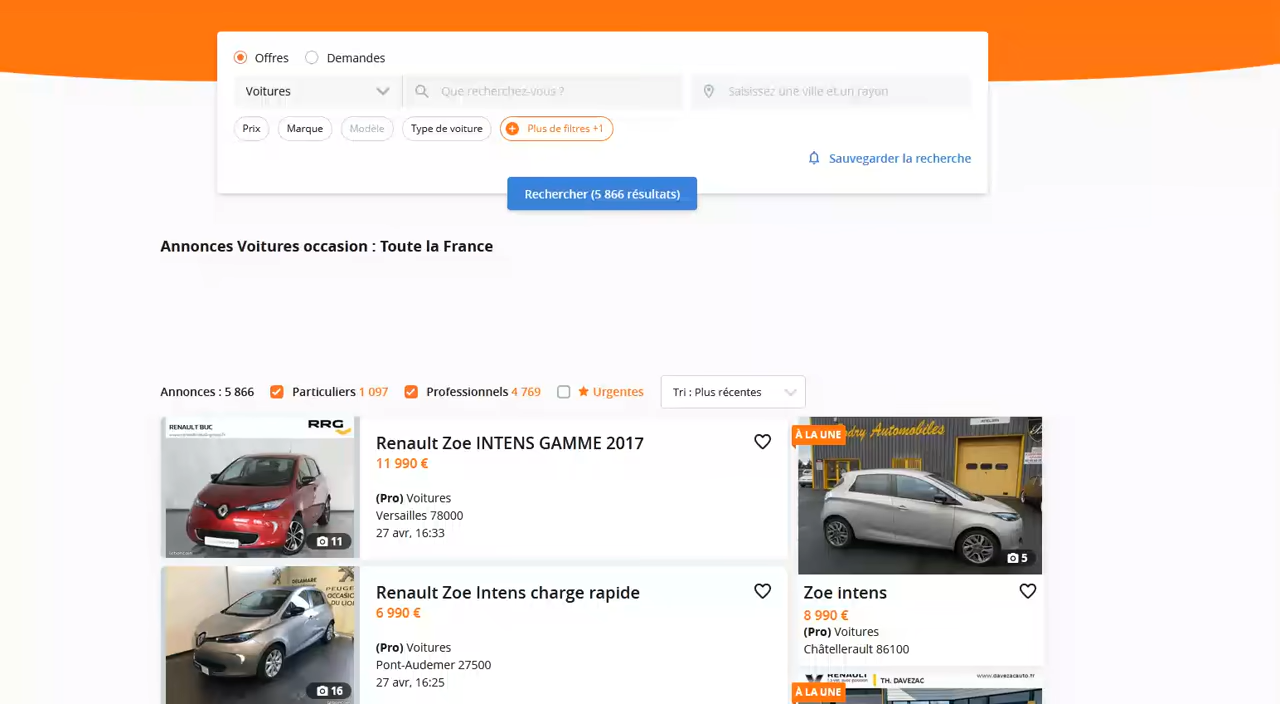 Offres Demandes
Voitures Que recherchez-vous ? Saisissez une ville et un rayon
Prix Marque Modèle Type de voiture Plus de filtres +1
Sauvegarder la recherche
Rechercher (5 866 résultats)
Annonces Voitures occasion : Toute la France
Annonces : 5 866 Particuliers 1 097 Professionnels 4 769 Urgentes Tri : Plus récentes
RENAULT BUC RRG
11
Renault Zoe INTENS GAMME 2017
11 990 €
(Pro) Voitures
Versailles 78000
27 avr, 16:33
16
Renault Zoe Intens charge rapide
6 990 €
(Pro) Voitures
Pont-Audemer 27500
27 avr, 16:25
À LA UNE
Automobiles
5
Zoe intens
8 990 €
(Pro) Voitures
Châtellerault 86100
À LA UNE
RENAULT TH. DAVEZAC www.davezacauto.fr